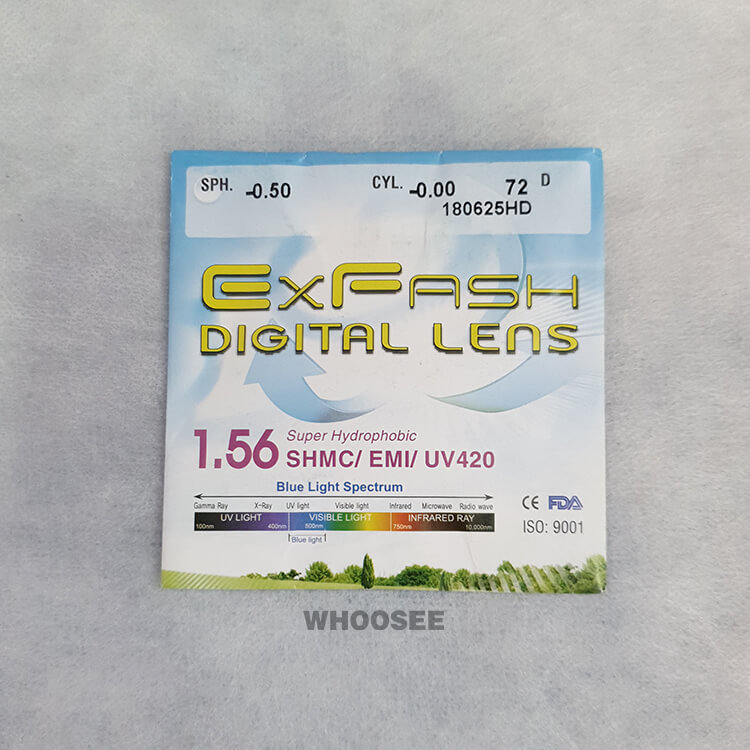 SPH. -0.50 CYL. -0.00 72 D
180625HD
ExFash
Digital Lens
1.56 Super Hydrophobic
SHMC/ EMI/ UV420
Blue Light Spectrum
Gamma Ray X-Ray UV light Visible light Infrared Microwave Radio wave
UV LIGHT VISIBLE LIGHT INFRARED RAY
100nm 400nm 500nm 750nm 10,000nm
Blue light
CE FDA
ISO: 9001
WHOOSEE